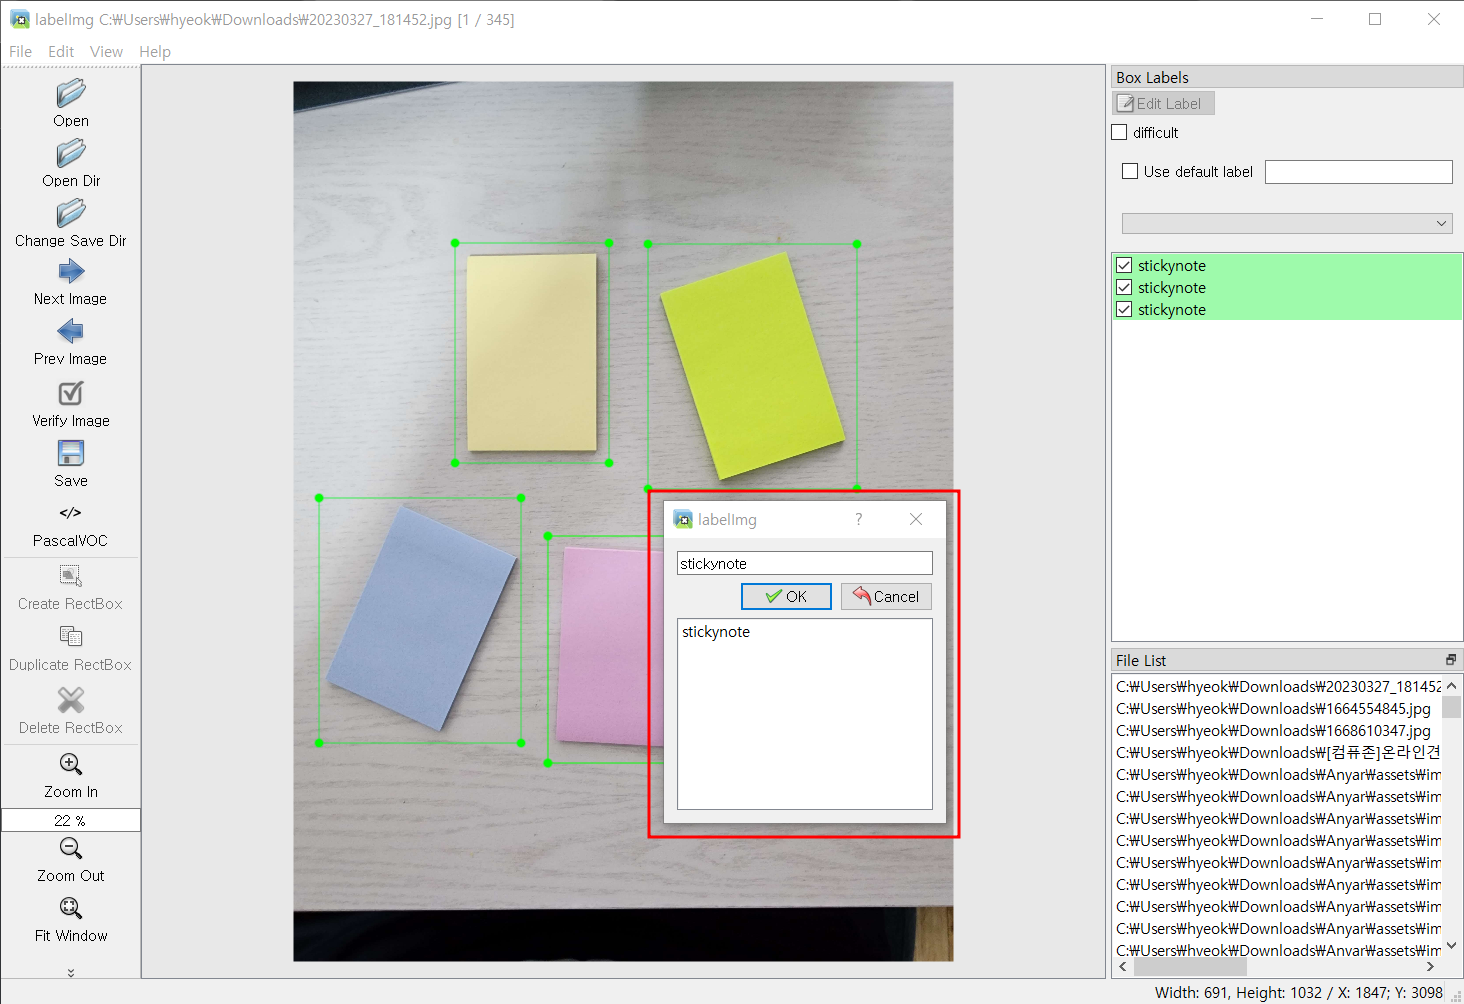 labelImg C:₩Users₩hyeok₩Downloads₩20230327_181452.jpg [1 / 345]
File Edit View Help
Open
Open Dir
Change Save Dir
Next Image
Prev Image
Verify Image
Save
</>
PascalVOC
Create RectBox
Duplicate RectBox
Delete RectBox
Zoom In
22 %
Zoom Out
Fit Window
labelImg ?
stickynote
OK Cancel
stickynote
Box Labels
Edit Label
difficult
Use default label
stickynote
stickynote
stickynote
File List
C:₩Users₩hyeok₩Downloads₩20230327_181452
C:₩Users₩hyeok₩Downloads₩1664554845.jpg
C:₩Users₩hyeok₩Downloads₩1668610347.jpg
C:₩Users₩hyeok₩Downloads₩[컴퓨존]온라인견
C:₩Users₩hyeok₩Downloads₩Anyar₩assets₩im
C:₩Users₩hyeok₩Downloads₩Anyar₩assets₩im
C:₩Users₩hyeok₩Downloads₩Anyar₩assets₩im
C:₩Users₩hyeok₩Downloads₩Anyar₩assets₩im
C:₩Users₩hyeok₩Downloads₩Anyar₩assets₩im
C:₩Users₩hyeok₩Downloads₩Anyar₩assets₩im
C:₩Users₩hyeok₩Downloads₩Anyar₩assets₩im
C:₩Users₩hyeok₩Downloads₩Anyar₩assets₩im
C:₩Users₩hyeok₩Downloads₩Anyar₩assets₩im
Width: 691, Height: 1032 / X: 1847; Y: 3098